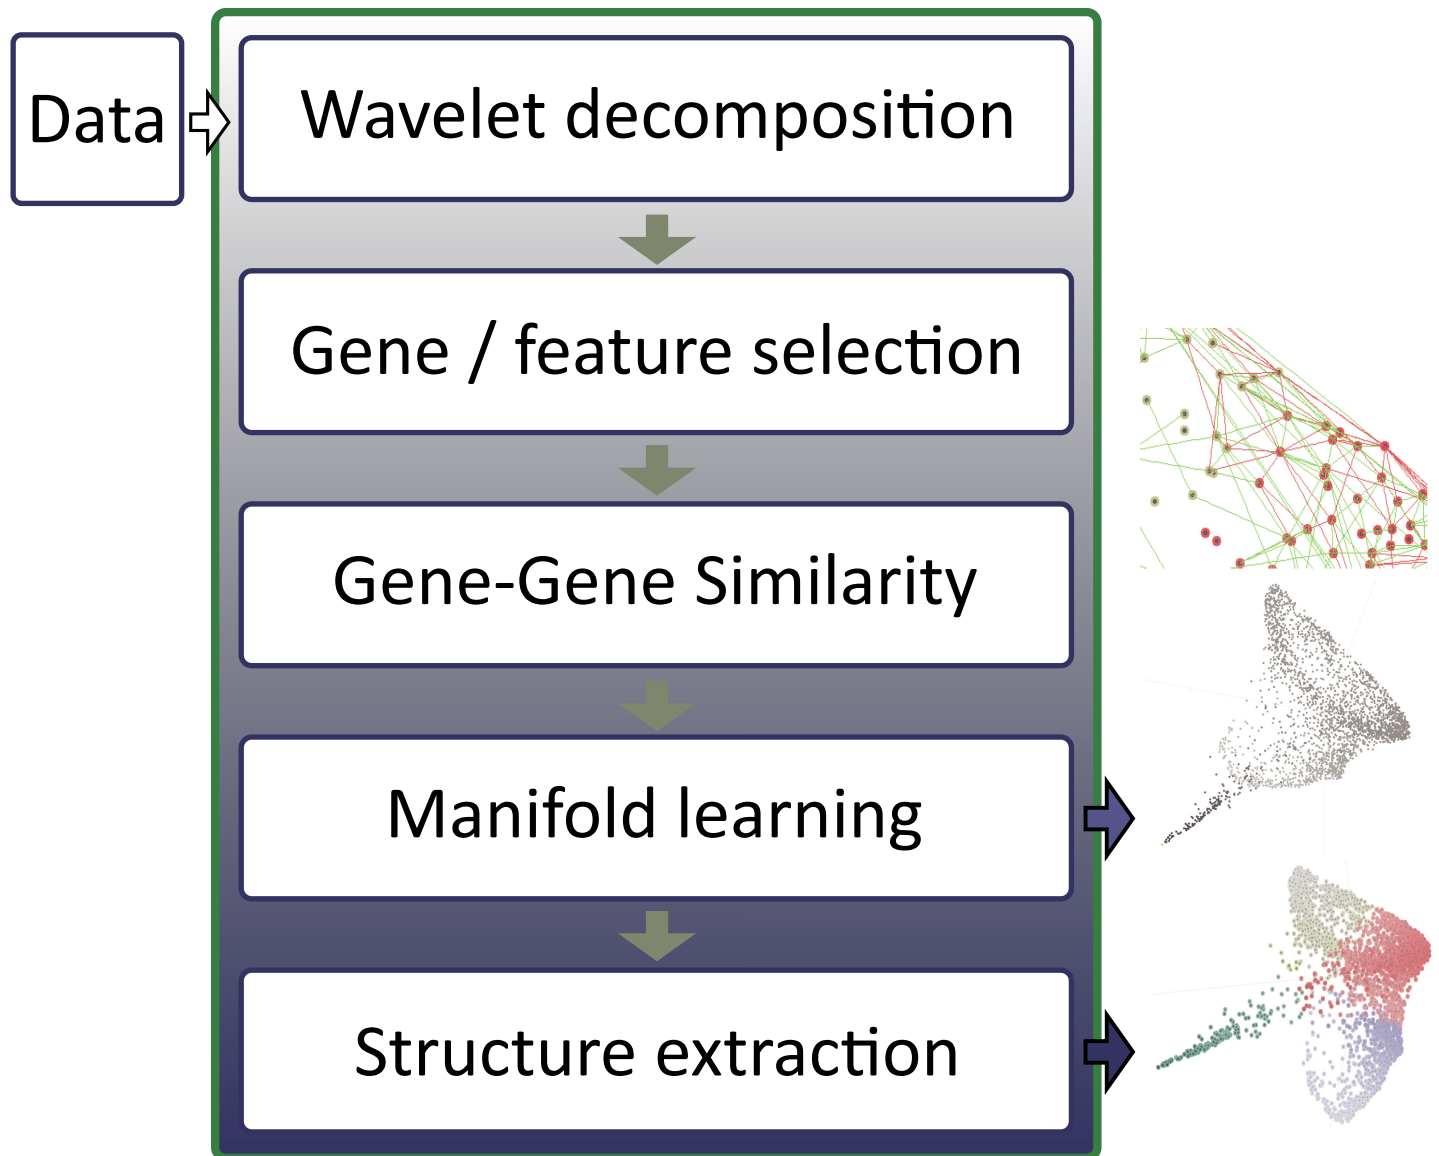 Data
Wavelet decomposition
Gene / feature selection
Gene-Gene Similarity
Manifold learning
Structure extraction